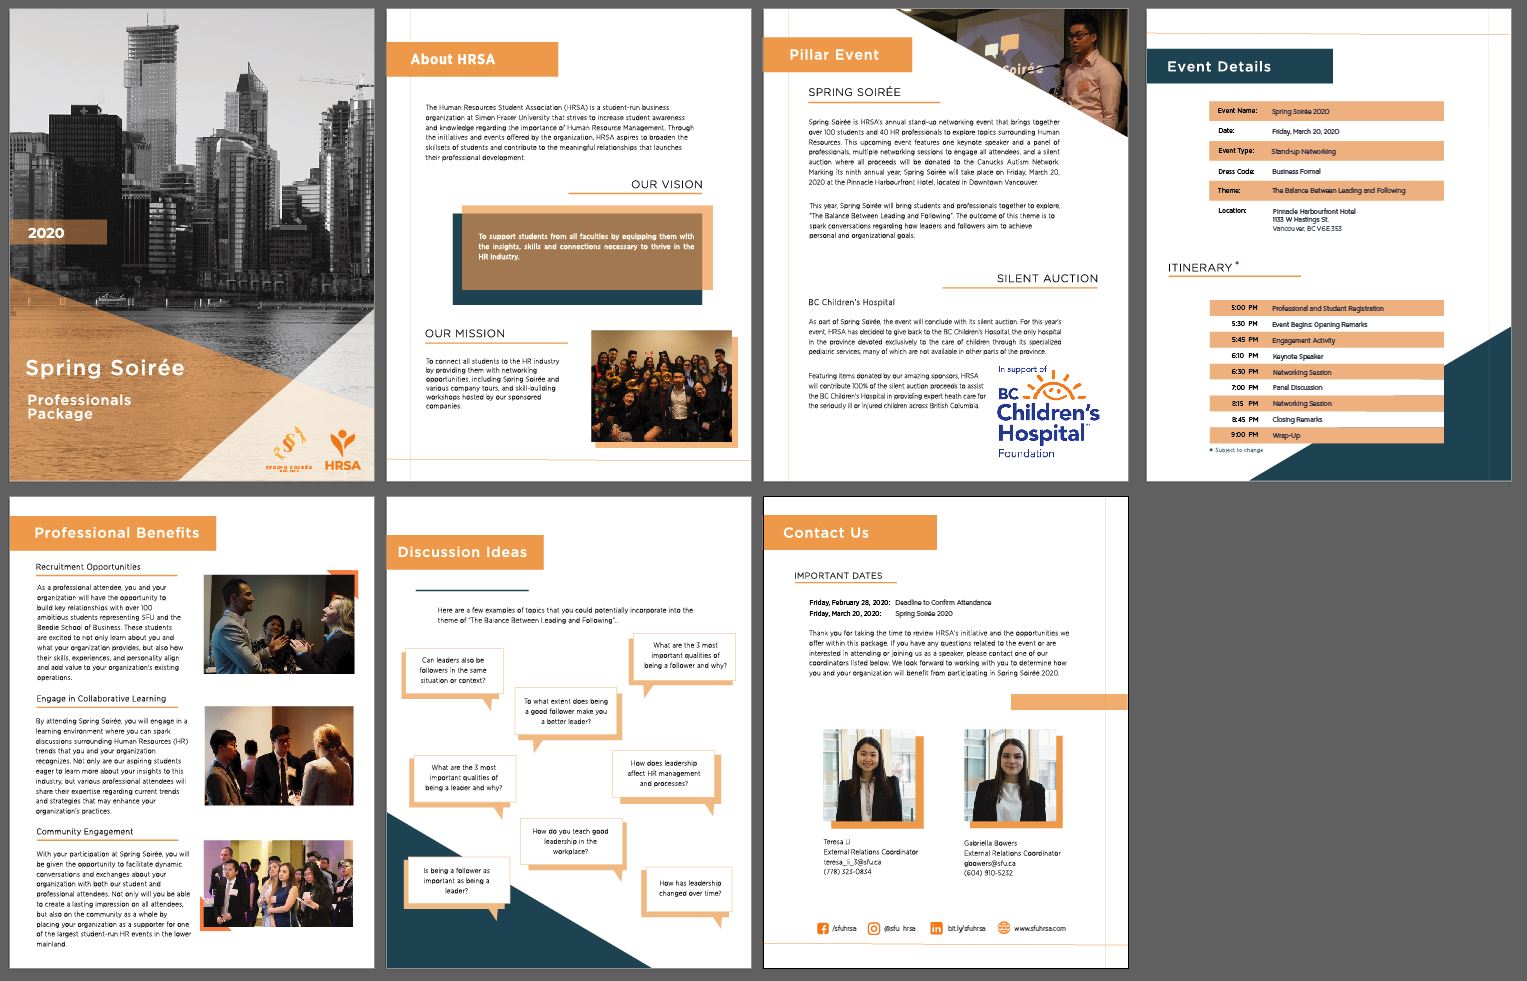 2020
Spring Soirée
Professionals
Package
SPRING SOIRÉE
HRSA
About HRSA
The Human Resources Student Association (HRSA) is a student-run business
organization at Simon Fraser University that strives to increase student awareness
and knowledge regarding the importance of Human Resource Management. Through
the initiatives and events offered by the organization, HRSA aspires to broaden the
skillsets of students and contribute to the meaningful relationships that launches
their professional development.
OUR VISION
To support students from all faculties by equipping them with
the insights, skills and connections necessary to thrive in the
HR industry.
OUR MISSION
To connect all students to the HR industry
by providing them with networking
opportunities, including Spring Soirée and
various company tours, and skill-building
workshops hosted by our sponsored
companies.
Pillar Event
Soirée
SPRING SOIRÉE
Spring Soirée is HRSA's annual stand-up networking event that brings together
over 100 students and 40 HR professionals to explore topics surrounding Human
Resources. This upcoming event features one keynote speaker and a panel of
professionals, multiple networking sessions to engage all attendees, and a silent
auction where all proceeds will be donated to the Canucks Autism Network.
Marking its ninth annual year, Spring Soirée will take place on Friday, March 20,
2020 at the Pinnacle Harbourfront Hotel, located in Downtown Vancouver.
This year, Spring Soirée will bring students and professionals together to explore,
"The Balance Between Leading and Following". The outcome of this theme is to
spark conversations regarding how leaders and followers aim to achieve
personal and organizational goals.
SILENT AUCTION
BC Children's Hospital
As part of Spring Soirée, the event will conclude with its silent auction. For this year's
event, HRSA has decided to give back to the BC Children's Hospital, the only hospital
in the province devoted exclusively to the care of children through its specialized
pediatric services, many of which are not available in other parts of the province.
Featuring items donated by our amazing sponsors, HRSA
will contribute 100% of the silent auction proceeds to assist
the BC Children's Hospital in providing expert heath care for
the seriously ill or injured children across British Columbia.
In support of
BC
Children's
Hospital™
Foundation
Event Details
Event Name: Spring Soirée 2020
Date: Friday, March 20, 2020
Event Type: Stand-up Networking
Dress Code: Business Formal
Theme: The Balance Between Leading and Following
Location: Pinnacle Harbourfront Hotel
1133 W Hastings St.
Vancouver, BC V6E 3S3
ITINERARY *
5:00 PM Professional and Student Registration
5:30 PM Event Begins: Opening Remarks
5:45 PM Engagement Activity
6:10 PM Keynote Speaker
6:30 PM Networking Session
7:00 PM Panel Discussion
8:15 PM Networking Session
8:45 PM Closing Remarks
9:00 PM Wrap-Up
* Subject to change
Professional Benefits
Recruitment Opportunities
As a professional attendee, you and your
organization will have the opportunity to
build key relationships with over 100
ambitious students representing SFU and the
Beedie School of Business. These students
are excited to not only learn about you and
what your organization provides, but also how
their skills, experiences, and personality align
and add value to your organization's existing
operations.
Engage in Collaborative Learning
By attending Spring Soirée, you will engage in a
learning environment where you can spark
discussions surrounding Human Resources (HR)
trends that you and your organization
recognizes. Not only are our aspiring students
eager to learn more about your insights to this
industry, but various professional attendees will
share their expertise regarding current trends
and strategies that may enhance your
organization's practices.
Community Engagement
With your participation at Spring Soirée, you will
be given the opportunity to facilitate dynamic
conversations and exchanges about your
organization with both our student and
professional attendees. Not only will you be able
to create a lasting impression on all attendees,
but also on the community as a whole by
placing your organization as a supporter for one
of the largest student-run HR events in the lower
mainland.
Discussion Ideas
Here are a few examples of topics that you could potentially incorporate into the
theme of "The Balance Between Leading and Following"...
What are the 3 most
important qualities of
being a follower and why?
Can leaders also be
followers in the same
situation or context?
To what extent does being
a good follower make you
a better leader?
What are the 3 most
important qualities of
being a leader and why?
How does leadership
affect HR management
and processes?
How do you teach good
leadership in the
workplace?
Is being a follower as
important as being a
leader?
How has leadership
changed over time?
Contact Us
IMPORTANT DATES
Friday, February 28, 2020: Deadline to Confirm Attendance
Friday, March 20, 2020: Spring Soirée 2020
Thank you for taking the time to review HRSA's initiative and the opportunities we
offer within this package. If you have any questions related to the event or are
interested in attending or joining us as a speaker, please contact one of our
coordinators listed below. We look forward to working with you to determine how
you and your organization will benefit from participating in Spring Soirée 2020.
Teresa Li
External Relations Coordinator
teresa_li_3@sfu.ca
(778) 323-0834
Gabriella Bowers
External Relations Coordinator
gbowers@sfu.ca
(604) 910-5232
/sfuhrsa
@sfu_hrsa
bit.ly/sfuhrsa
www.sfuhrsa.com